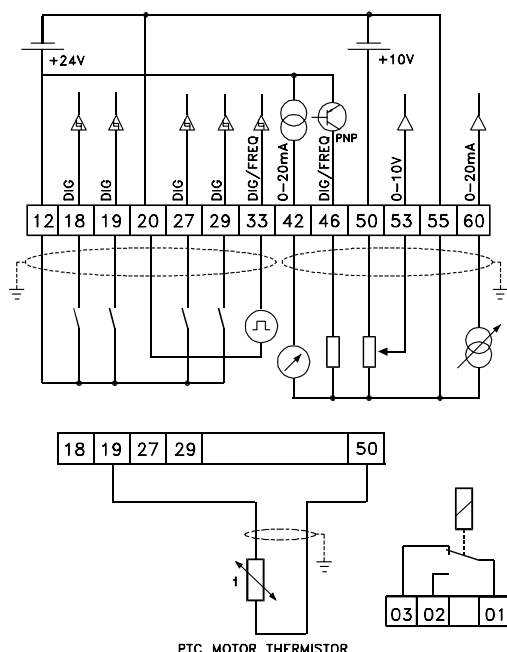 +24V
+10V
PNP
DIG
DIG
DIG
DIG
DIG/FREQ
0-20mA
DIG/FREQ
0-10V
0-20mA
12 18 19 20 27 29 33 42 46 50 53 55 60
18 19 27 29 50
03 02 01
PTC MOTOR THERMISTOR